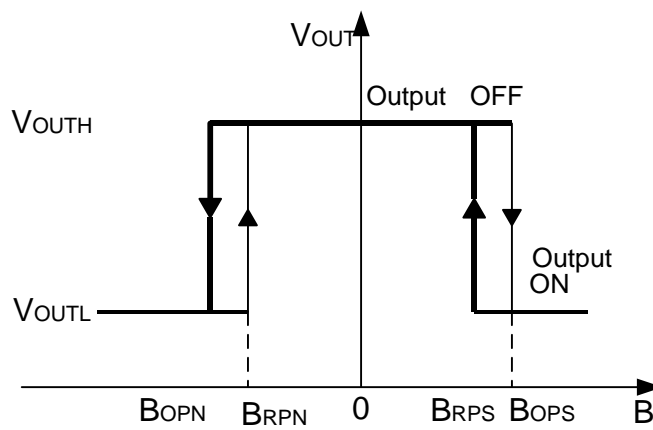 VOUT
Output OFF
VOUTH
Output
ON
VOUTL
BOPN BRPN 0 BRPS BOPS B